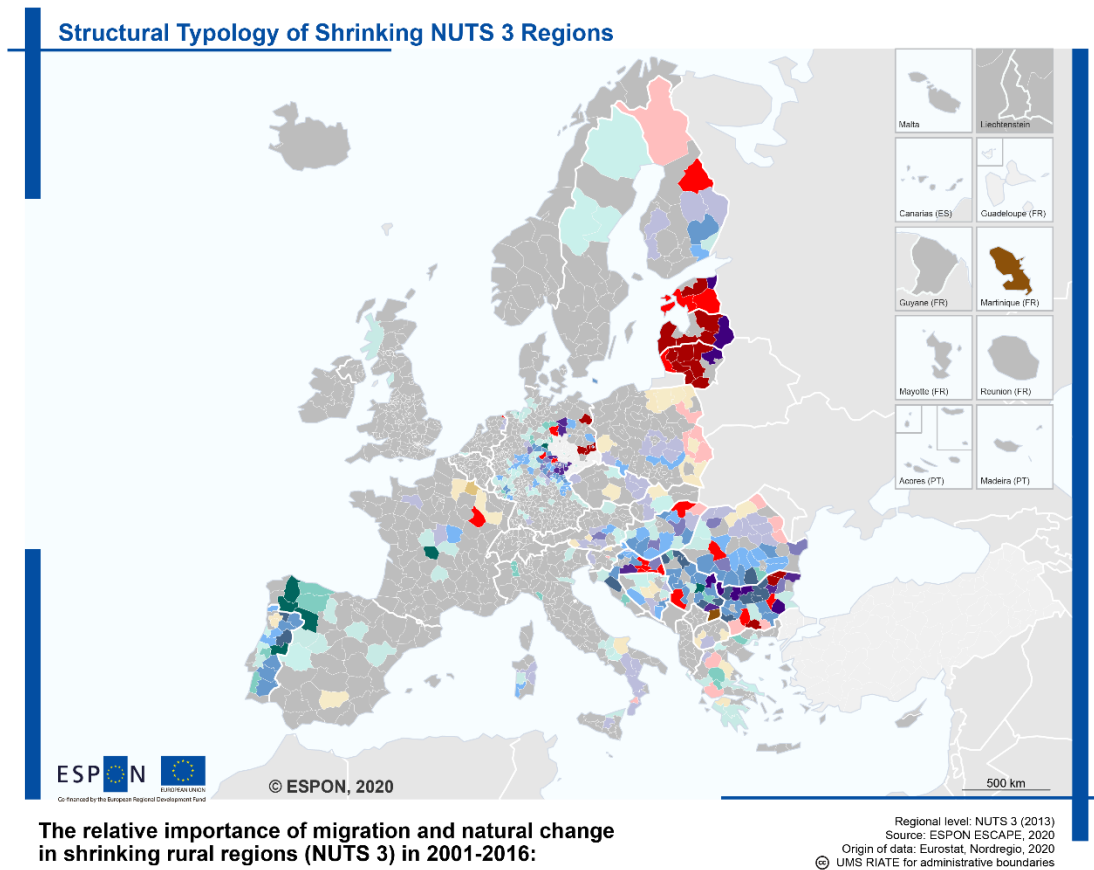 Structural Typology of Shrinking NUTS 3 Regions
Malta
Liechtenstein
Canarias (ES)
Guadeloupe (FR)
Guyane (FR)
Martinique (FR)
Mayotte (FR)
Reunion (FR)
Acores (PT)
Madeira (PT)
ESPON
EUROPEAN UNION
Co-financed by the European Regional Development Fund
© ESPON, 2020
500 km
The relative importance of migration and natural change
in shrinking rural regions (NUTS 3) in 2001-2016:
Regional level: NUTS 3 (2013)
Source: ESPON ESCAPE, 2020
Origin of data: Eurostat, Nordregio, 2020
cc UMS RIATE for administrative boundaries